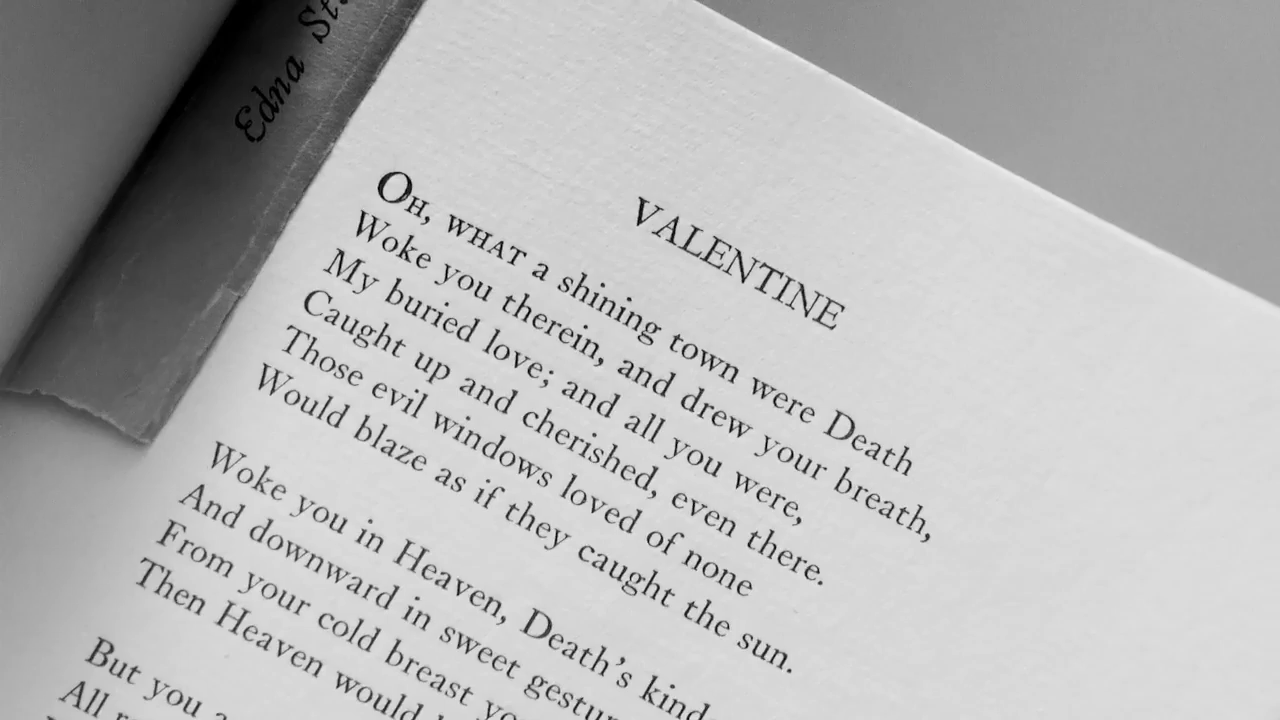 Edna St.
VALENTINE
OH, WHAT a shining town were Death
Woke you therein, and drew your breath,
My buried love; and all you were,
Caught up and cherished, even there.
Those evil windows loved of none
Would blaze as if they caught the sun.
Woke you in Heaven, Death's kind
And downward in sweet
From your cold breast
Then Heaven would
But you
All